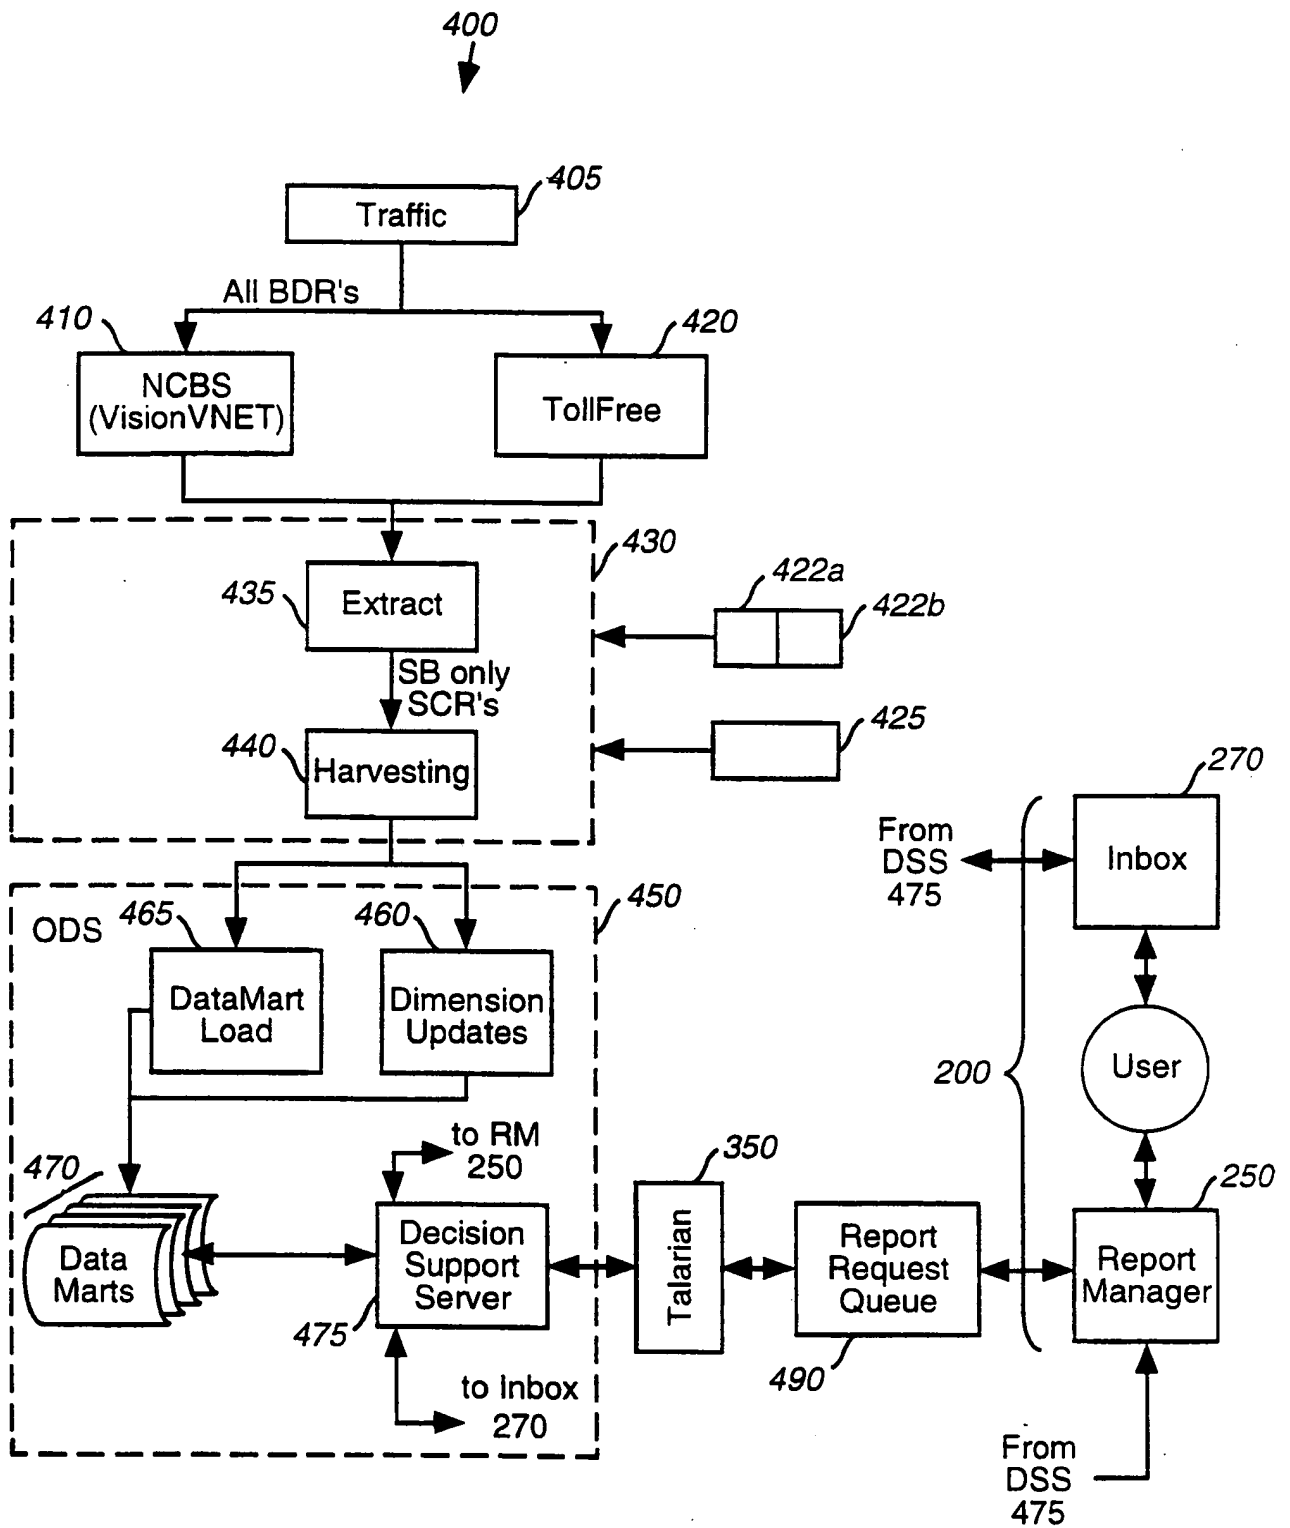 400
405
Traffic
All BDR's
410
420
NCBS
(VisionVNET)
TollFree
430
435
Extract
422a
422b
SB only
SCR's
425
440
Harvesting
270
From
DSS
475
Inbox
ODS
465
460
450
DataMart
Load
Dimension
Updates
200
User
to RM
250
470
350
250
Data
Marts
Decision
Support
Server
Talarian
Report
Request
Queue
Report
Manager
475
490
to Inbox
270
From
DSS
475